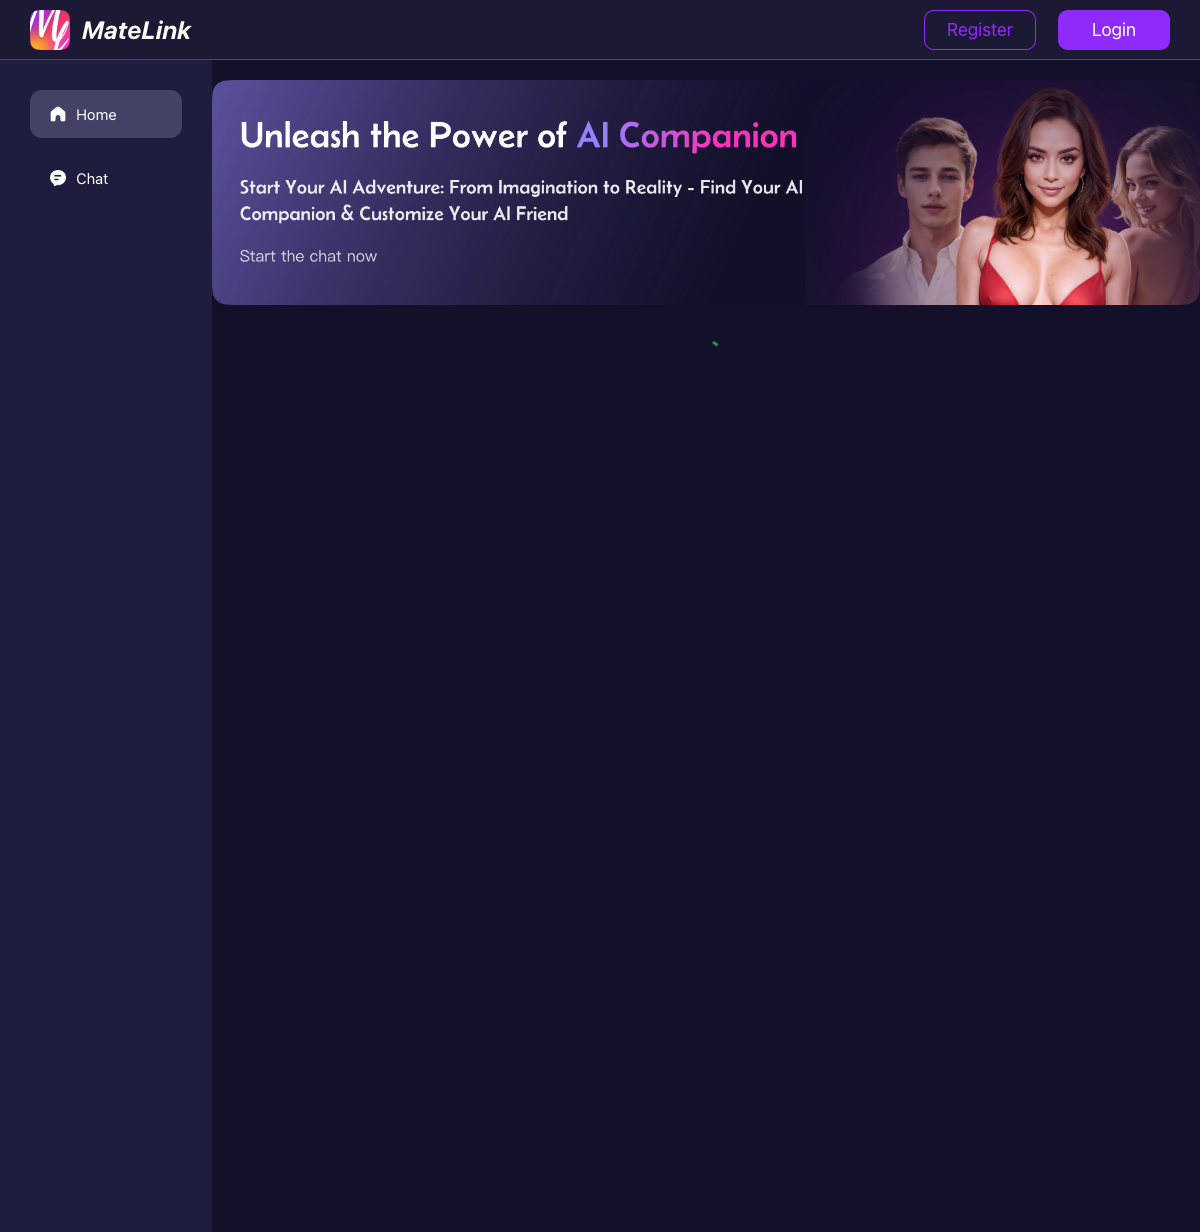 MateLink
Register
Login
Home
Chat
Unleash the Power of AI Companion
Start Your AI Adventure: From Imagination to Reality - Find Your AI
Companion & Customize Your AI Friend
Start the chat now